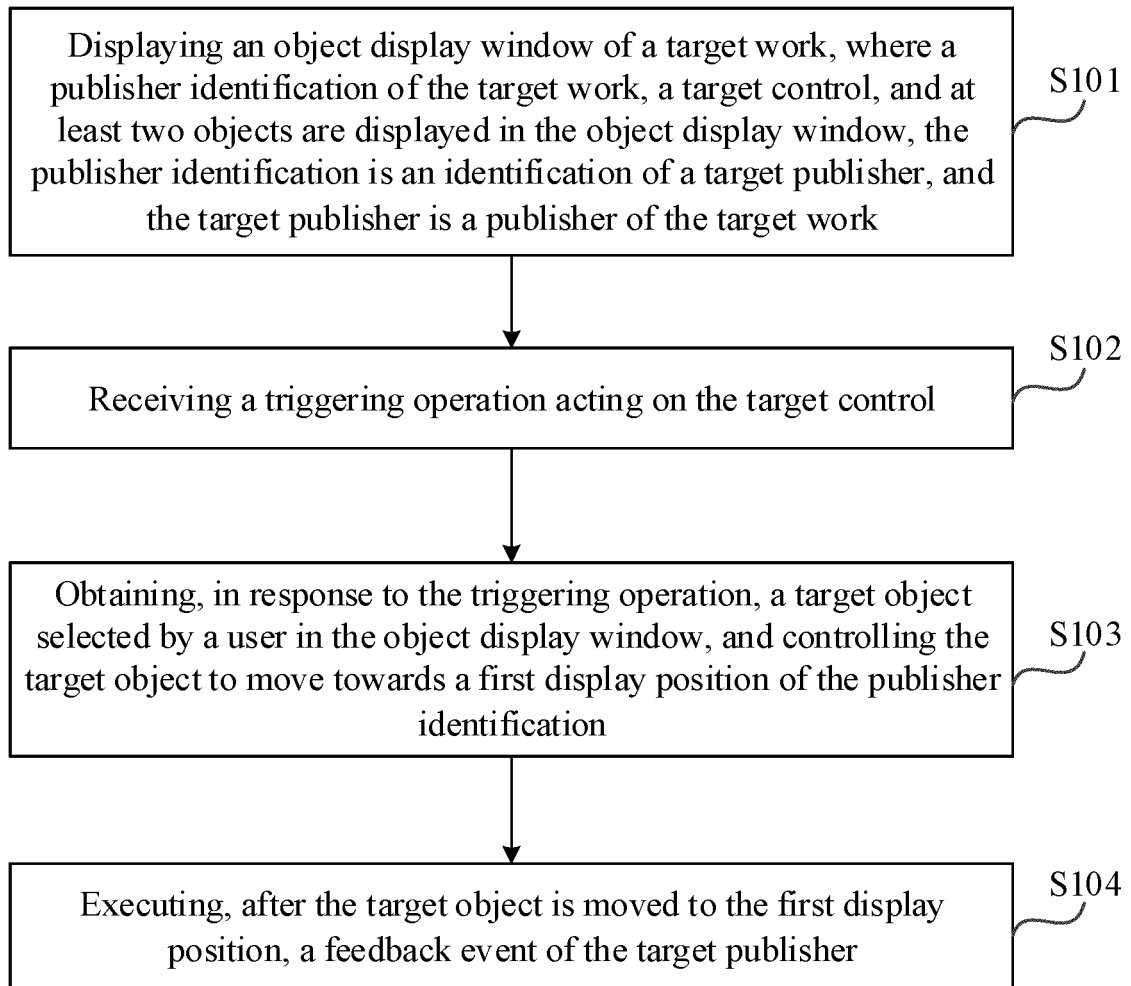 Displaying an object display window of a target work, where a
publisher identification of the target work, a target control, and at
least two objects are displayed in the object display window, the
publisher identification is an identification of a target publisher, and
the target publisher is a publisher of the target work
S101
Receiving a triggering operation acting on the target control
S102
Obtaining, in response to the triggering operation, a target object
selected by a user in the object display window, and controlling the
target object to move towards a first display position of the publisher
identification
S103
Executing, after the target object is moved to the first display
position, a feedback event of the target publisher
S104